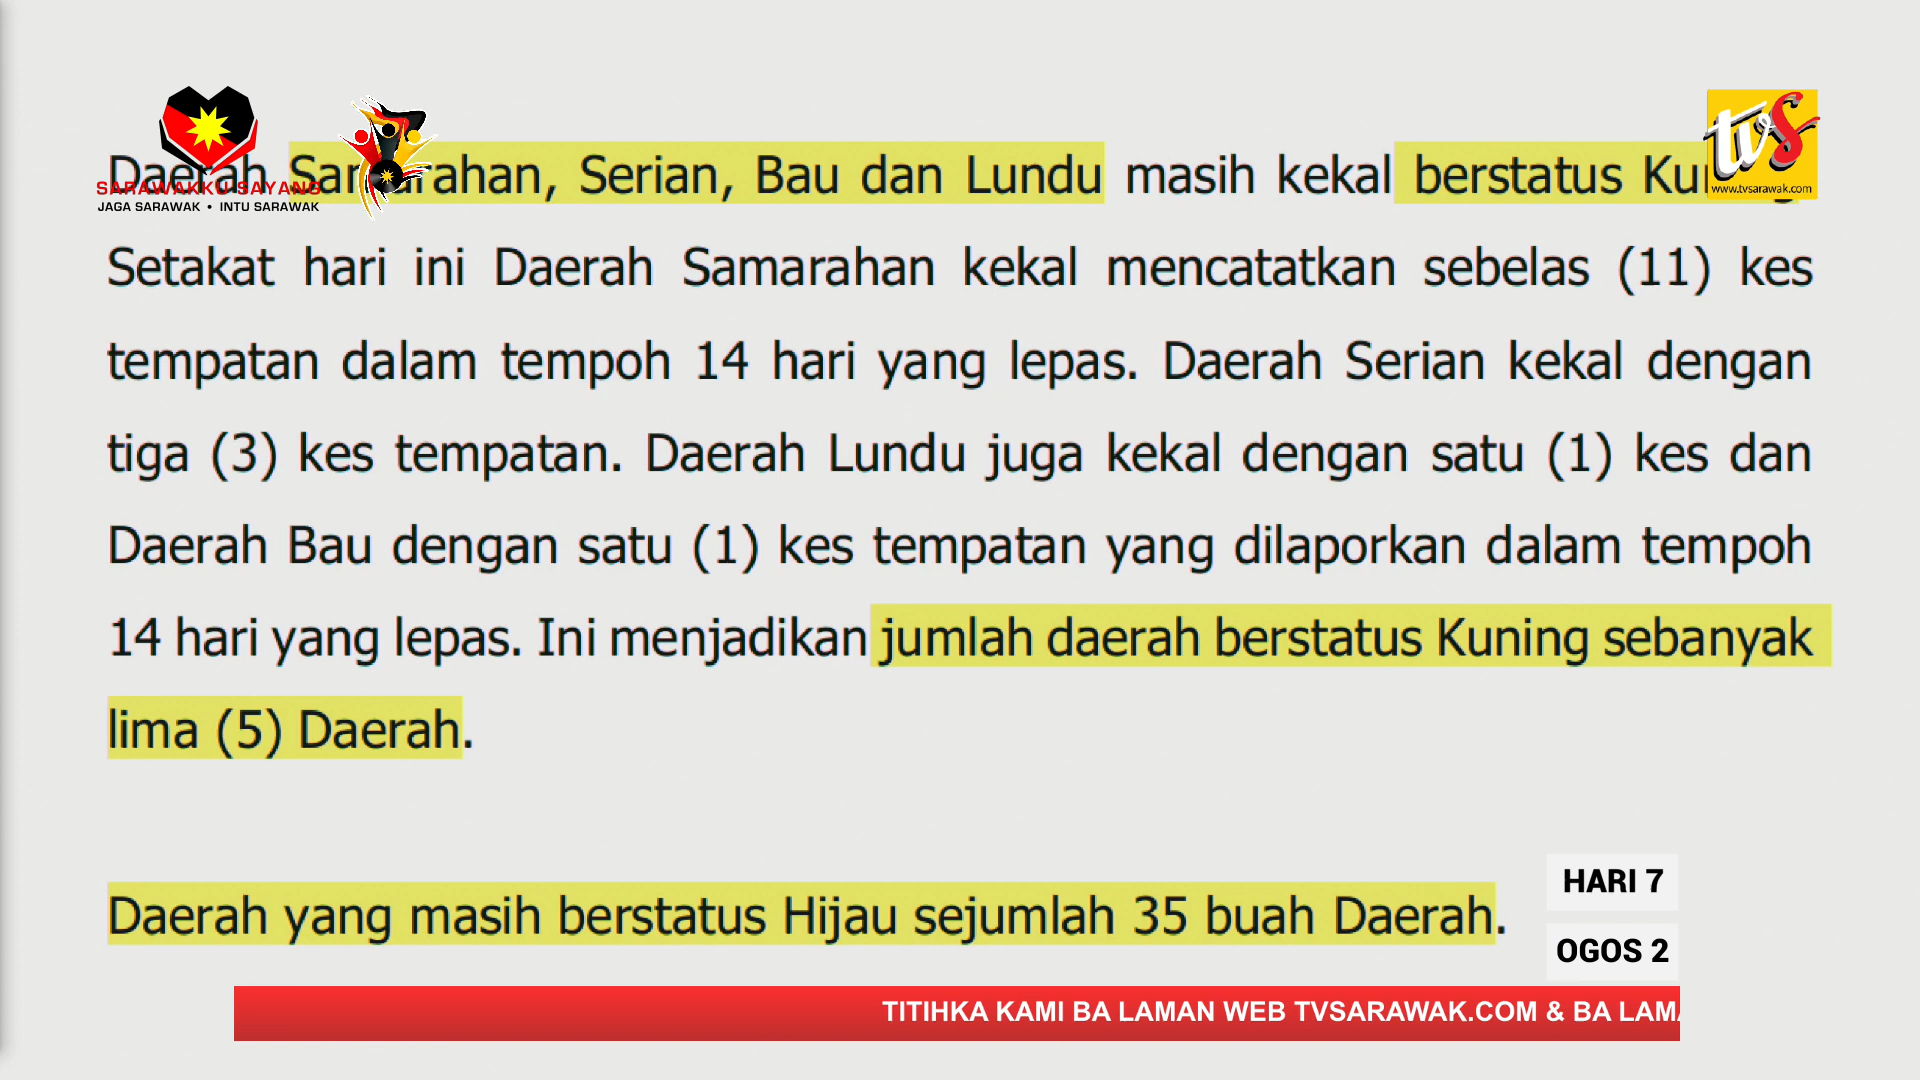 SARAWAKKU SAYANG
JAGA SARAWAK • INTU SARAWAK
tvS
www.tvsarawak.com
Daerah Samarahan, Serian, Bau dan Lundu masih kekal berstatus
Setakat hari ini Daerah Samarahan kekal mencatatkan sebelas (11) kes
tempatan dalam tempoh 14 hari yang lepas. Daerah Serian kekal dengan
tiga (3) kes tempatan. Daerah Lundu juga kekal dengan satu (1) kes dan
Daerah Bau dengan satu (1) kes tempatan yang dilaporkan dalam tempoh
14 hari yang lepas. Ini menjadikan jumlah daerah berstatus Kuning sebanyak
lima (5) Daerah.
Daerah yang masih berstatus Hijau sejumlah 35 buah Daerah.
HARI 7
OGOS 2
TITIHKA KAMI BA LAMAN WEB TVSARAWAK.COM & BA